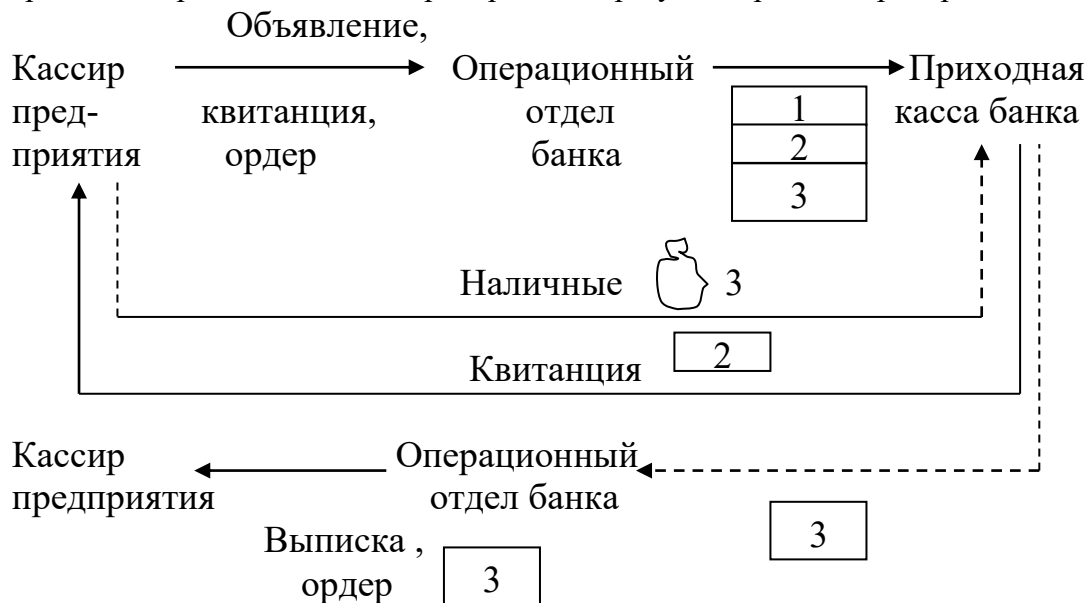 Объявление,
Кассир Операционный Приходная
пред- квитанция, отдел 1 касса банка
приятия ордер банка 2
3
Наличные 3
Квитанция 2
Кассир Операционный
предприятия отдел банка
3
Выписка ,
ордер 3